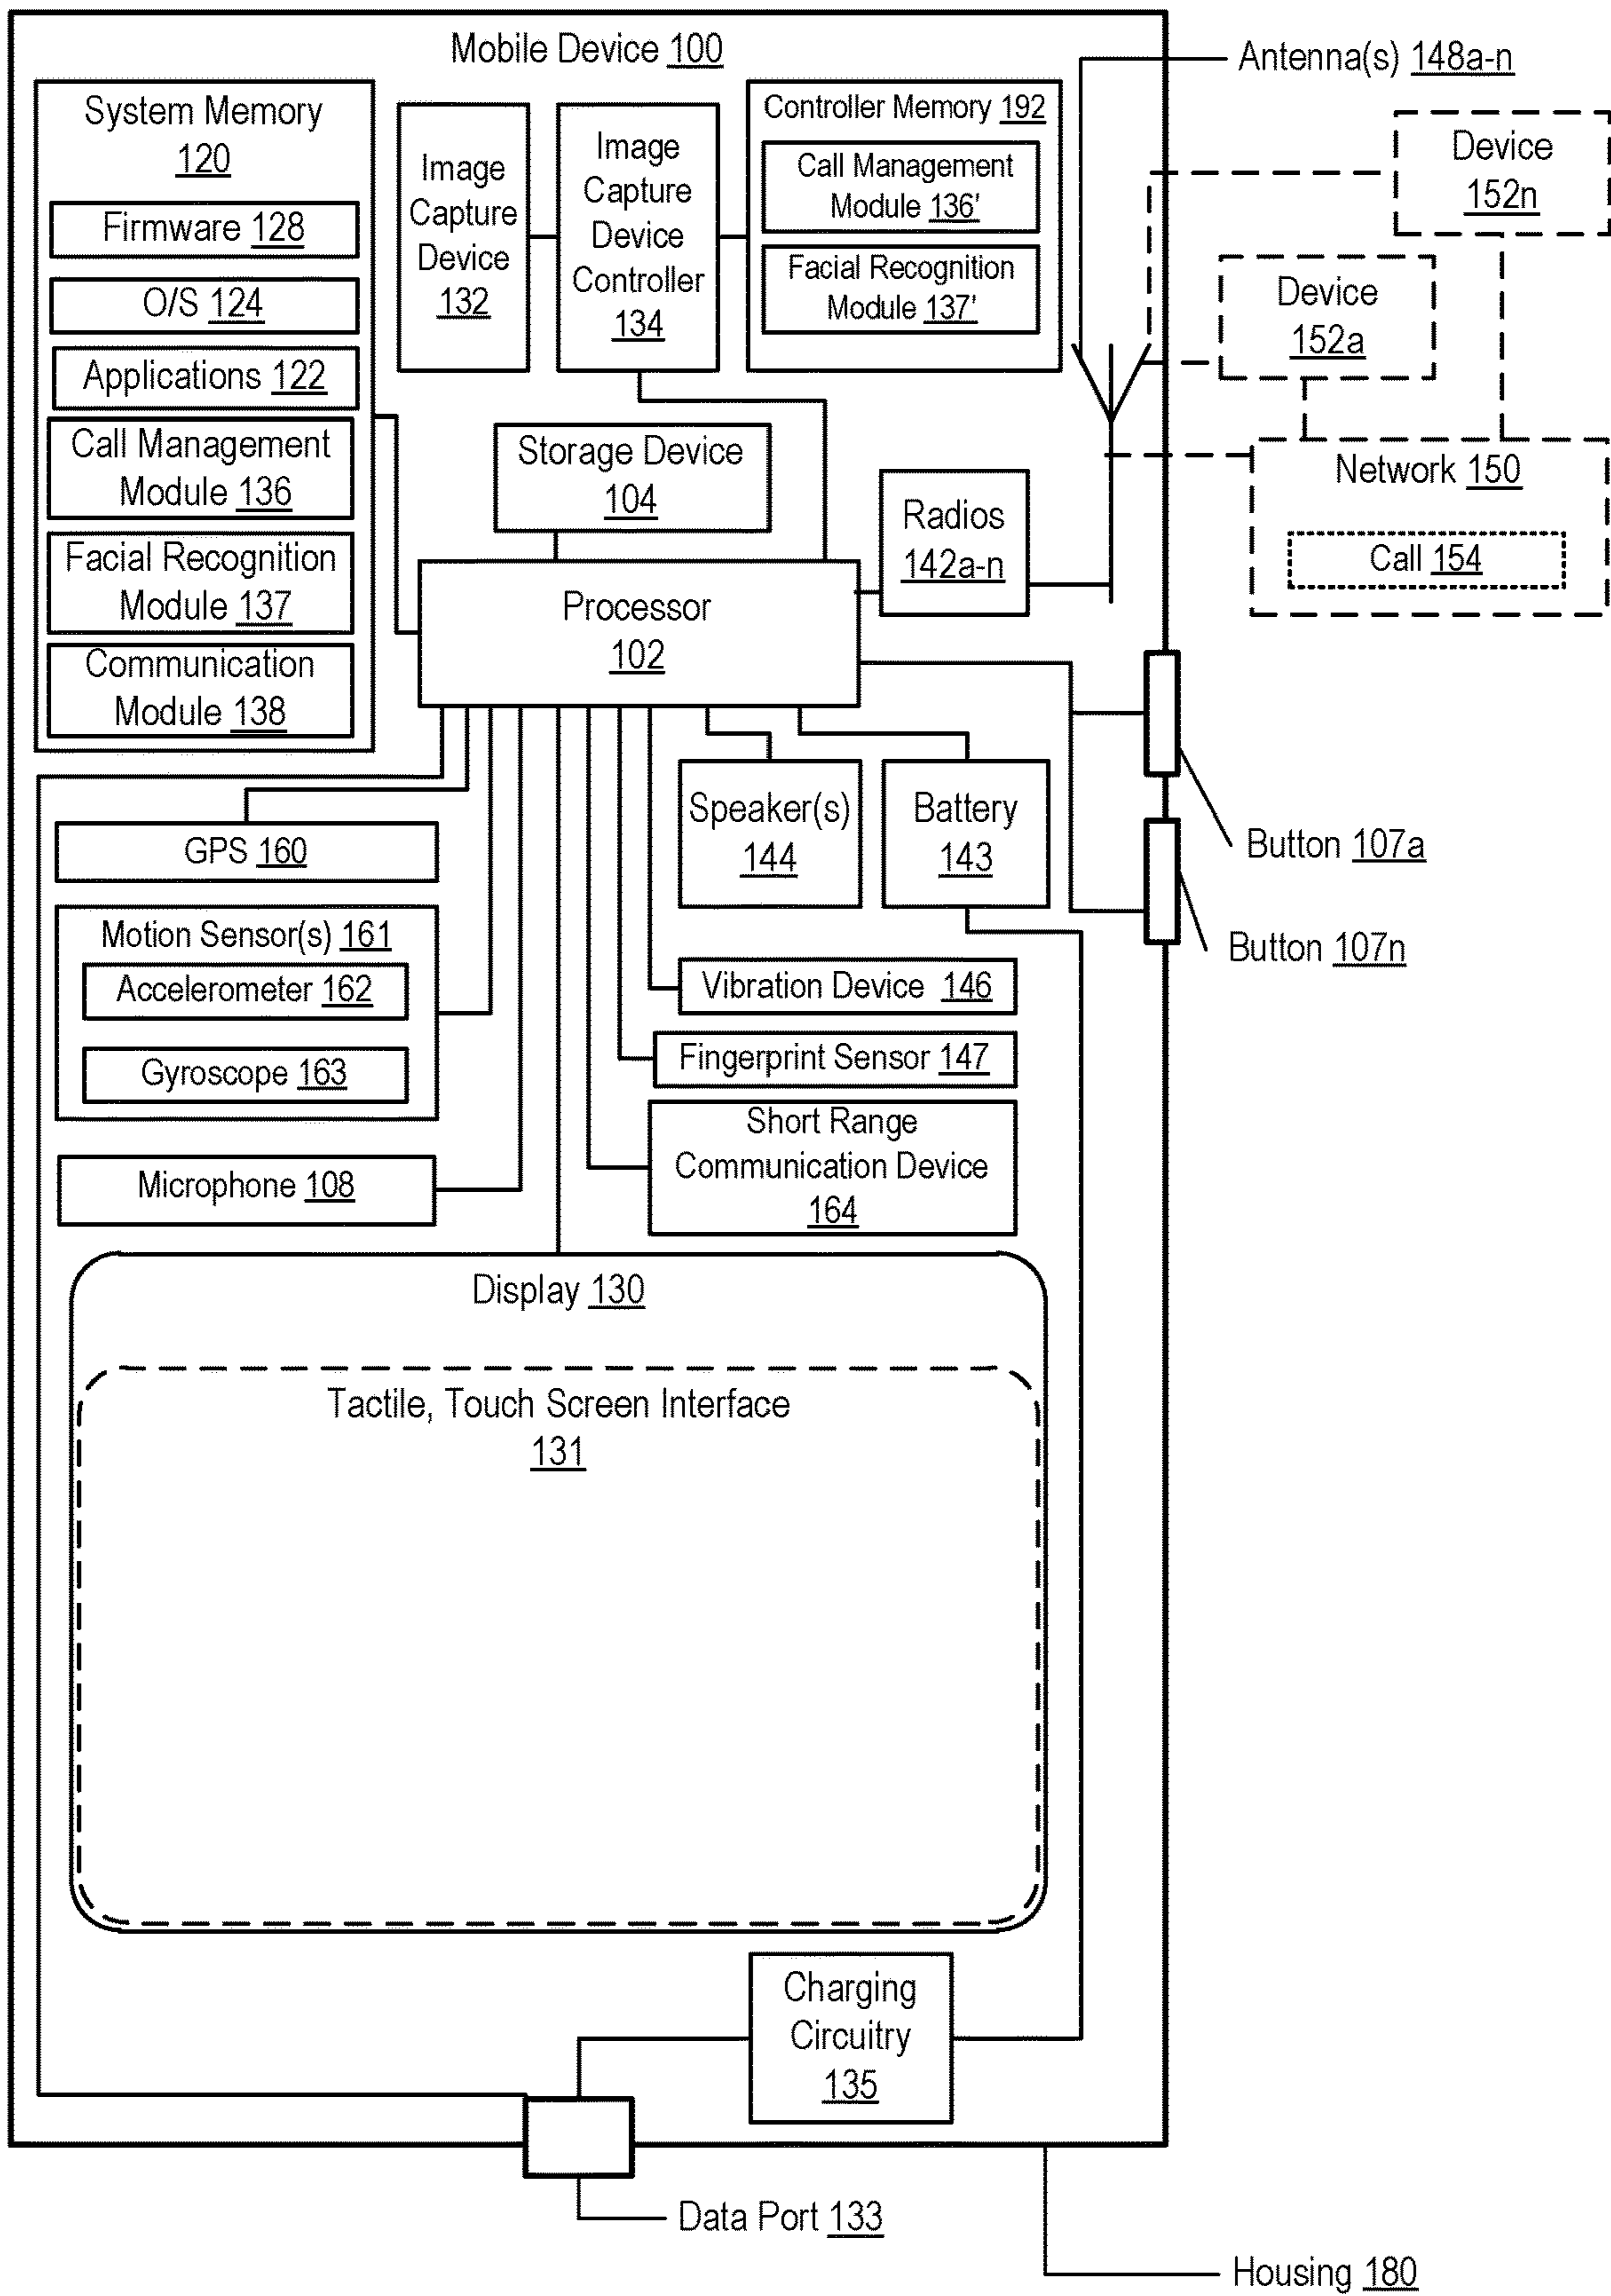 Mobile Device 100
Antenna(s) 148a-n
System Memory
120
Firmware 128
O/S 124
Applications 122
Call Management
Module 136
Facial Recognition
Module 137
Communication
Module 138
Image
Capture
Device
132
Image
Capture
Device
Controller
134
Controller Memory 192
Call Management
Module 136'
Facial Recognition
Module 137'
Device
152n
Device
152a
Network 150
Call 154
Storage Device
104
Radios
142a-n
Processor
102
Speaker(s)
144
Battery
143
Button 107a
Button 107n
GPS 160
Motion Sensor(s) 161
Accelerometer 162
Gyroscope 163
Microphone 108
Vibration Device 146
Fingerprint Sensor 147
Short Range
Communication Device
164
Display 130
Tactile, Touch Screen Interface
131
Charging
Circuitry
135
Data Port 133
Housing 180